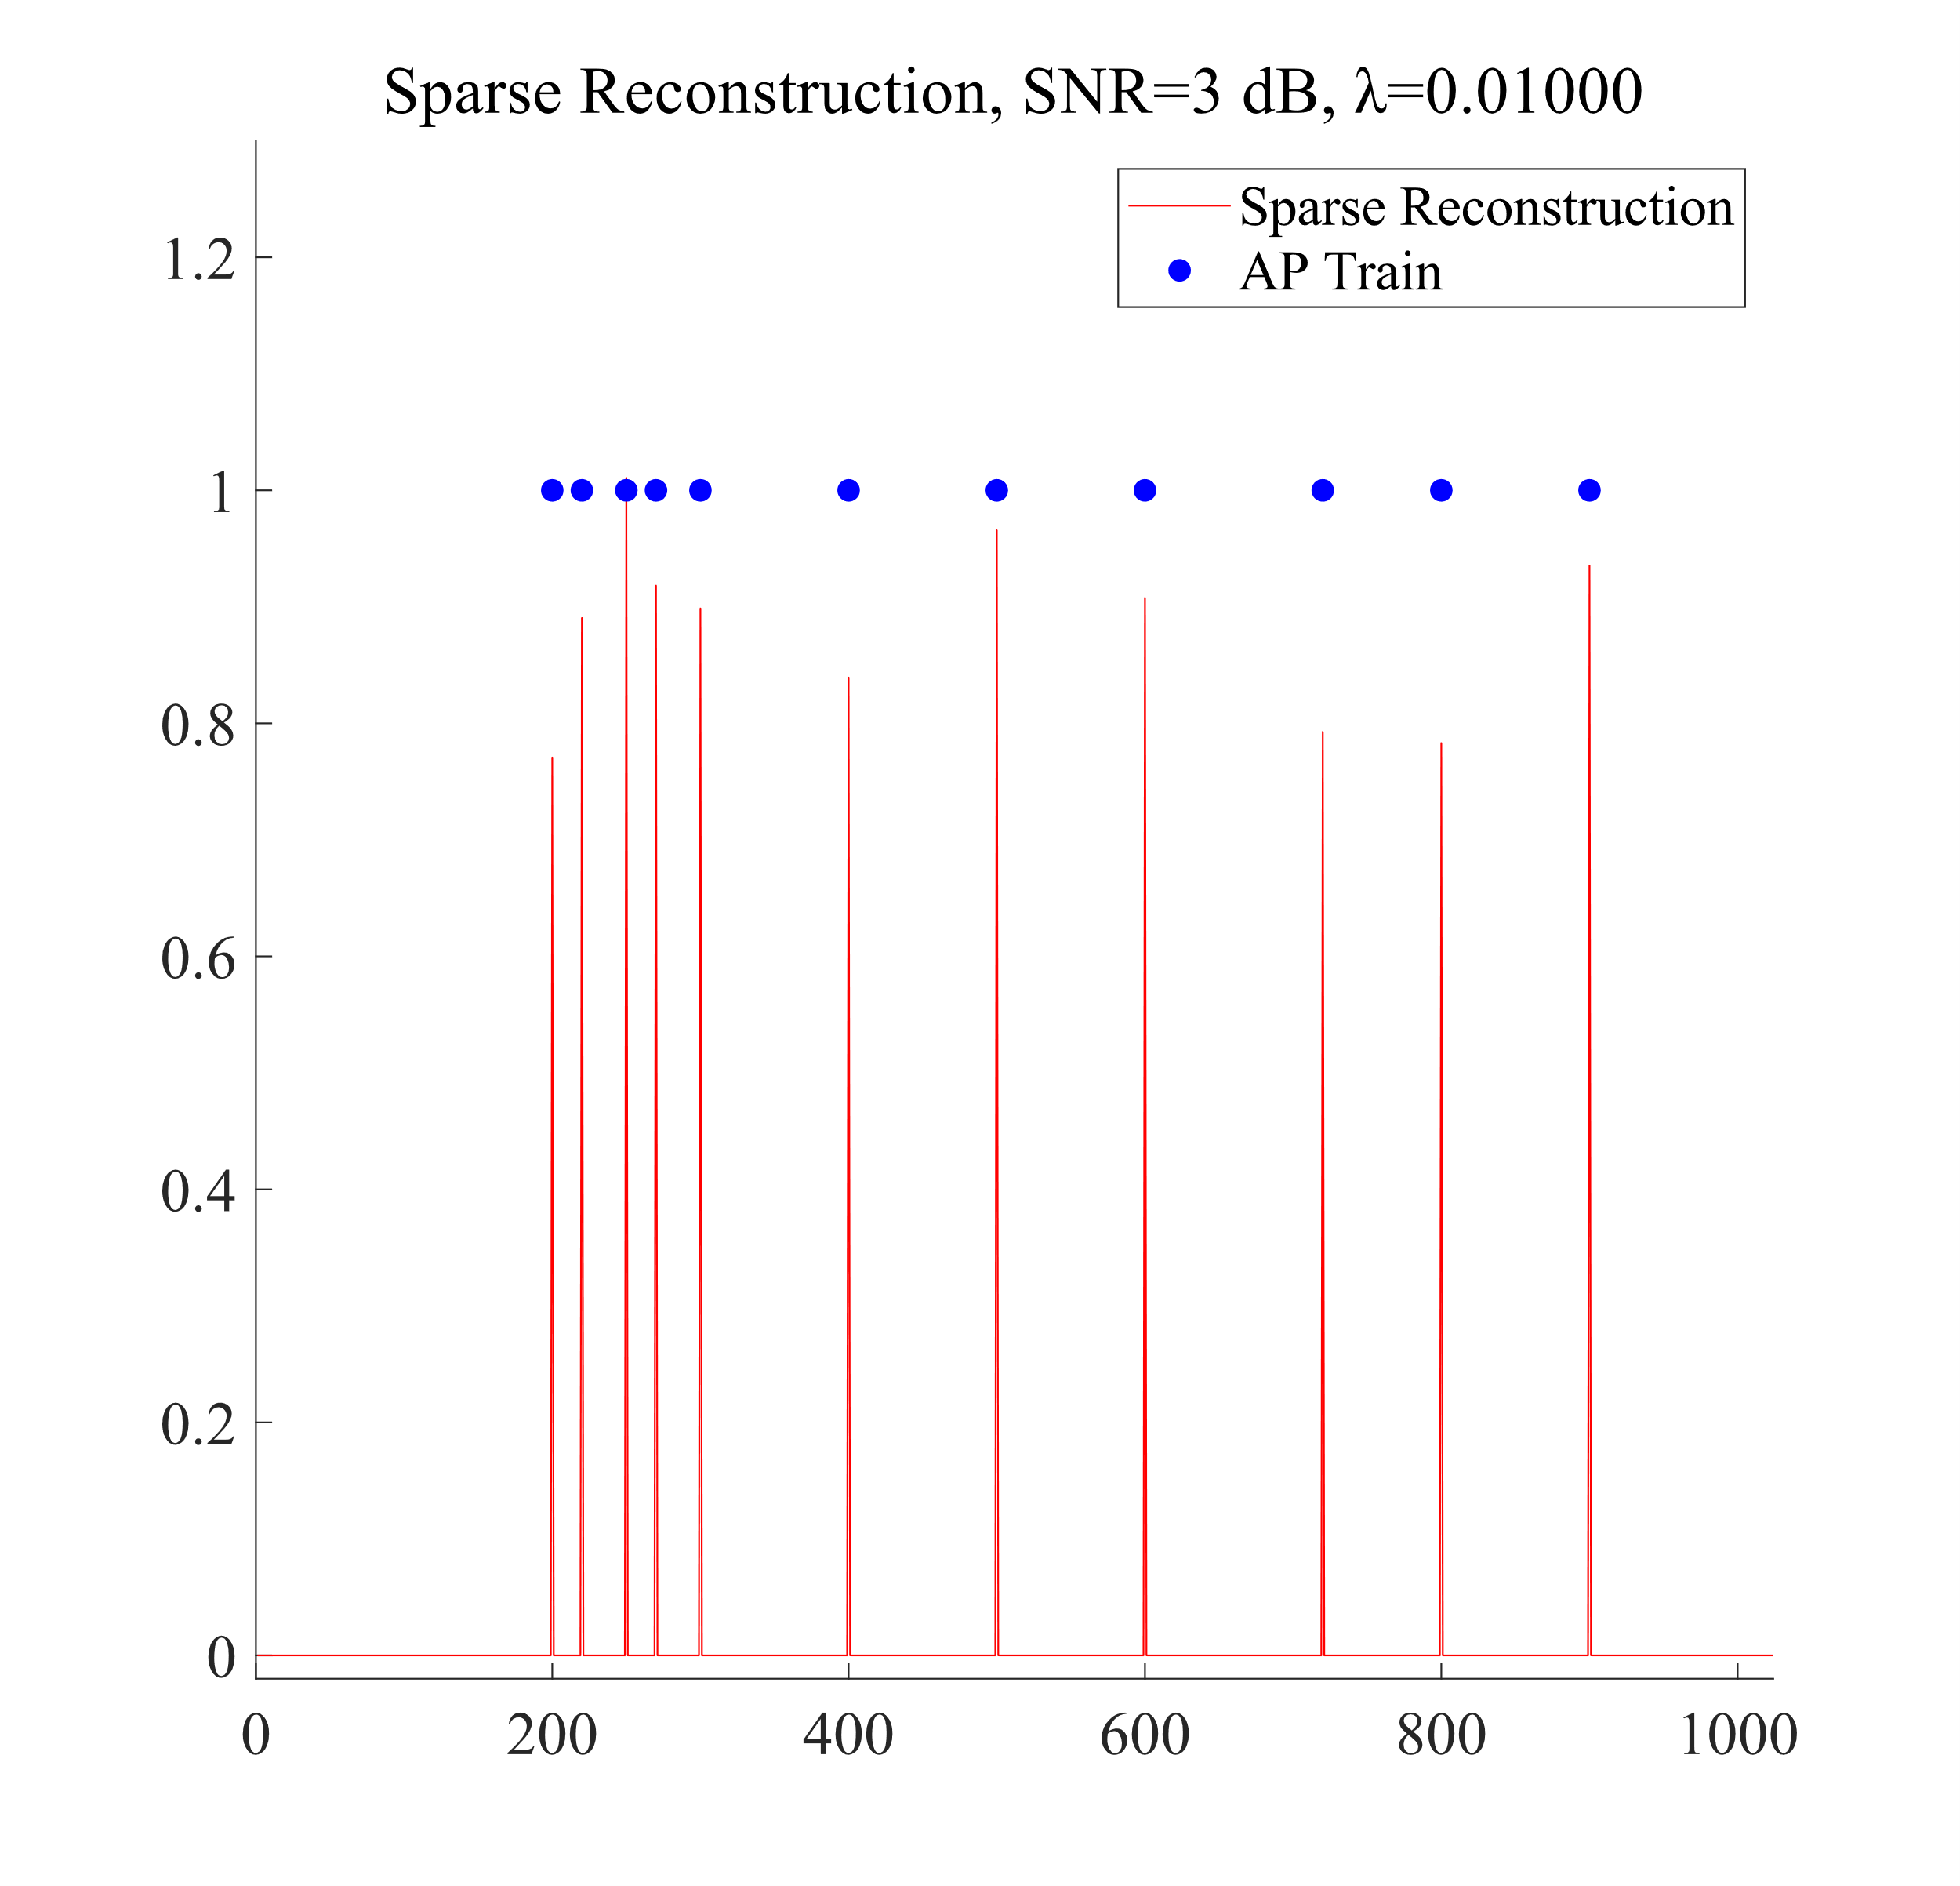 Sparse Reconstruction, SNR=3 dB, λ=0.01000
Sparse Reconstruction
AP Train
1.2
1
0.8
0.6
0.4
0.2
0
0 200 400 600 800 1000